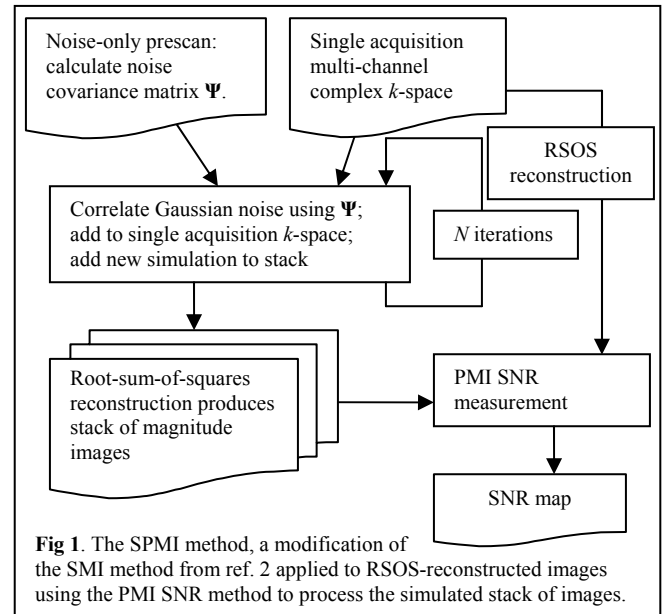 Noise-only prescan:
calculate noise
covariance matrix Ψ.
Single acquisition
multi-channel
complex k-space
RSOS
reconstruction
Correlate Gaussian noise using Ψ;
add to single acquisition k-space;
add new simulation to stack
N iterations
Root-sum-of-squares
reconstruction produces
stack of magnitude
images
PMI SNR
measurement
SNR map
Fig 1. The SPMI method, a modification of
the SMI method from ref. 2 applied to RSOS-reconstructed images
using the PMI SNR method to process the simulated stack of images.